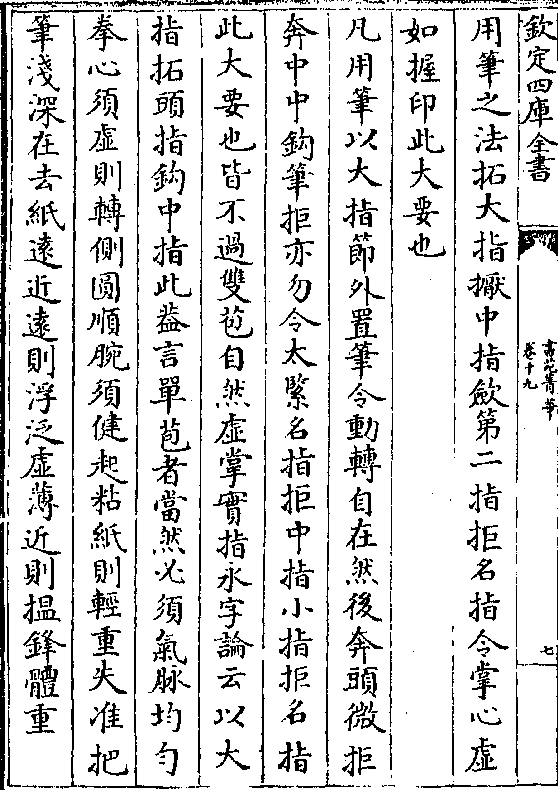 欽定四庫全書
書苑菁華
卷十九
七
用筆之法拓大指擫中指歛第二指拒名指令掌心虛
如握印此大要也
凡用筆以大指節外置筆令動轉自在然後奔頭微拒
奔中中鈎筆拒亦勿令太緊名指拒中指小指拒名指
此大要也皆不過雙苞自然虛掌實指永字論云以大
指拓頭指鈎中指此葢言單苞者當然必須氣脉均勻
拳心須虛則轉側圓順腕須健起粘紙則輕重失准把
筆淺深在去紙遠近遠則浮泛虛薄近則揾鋒體重